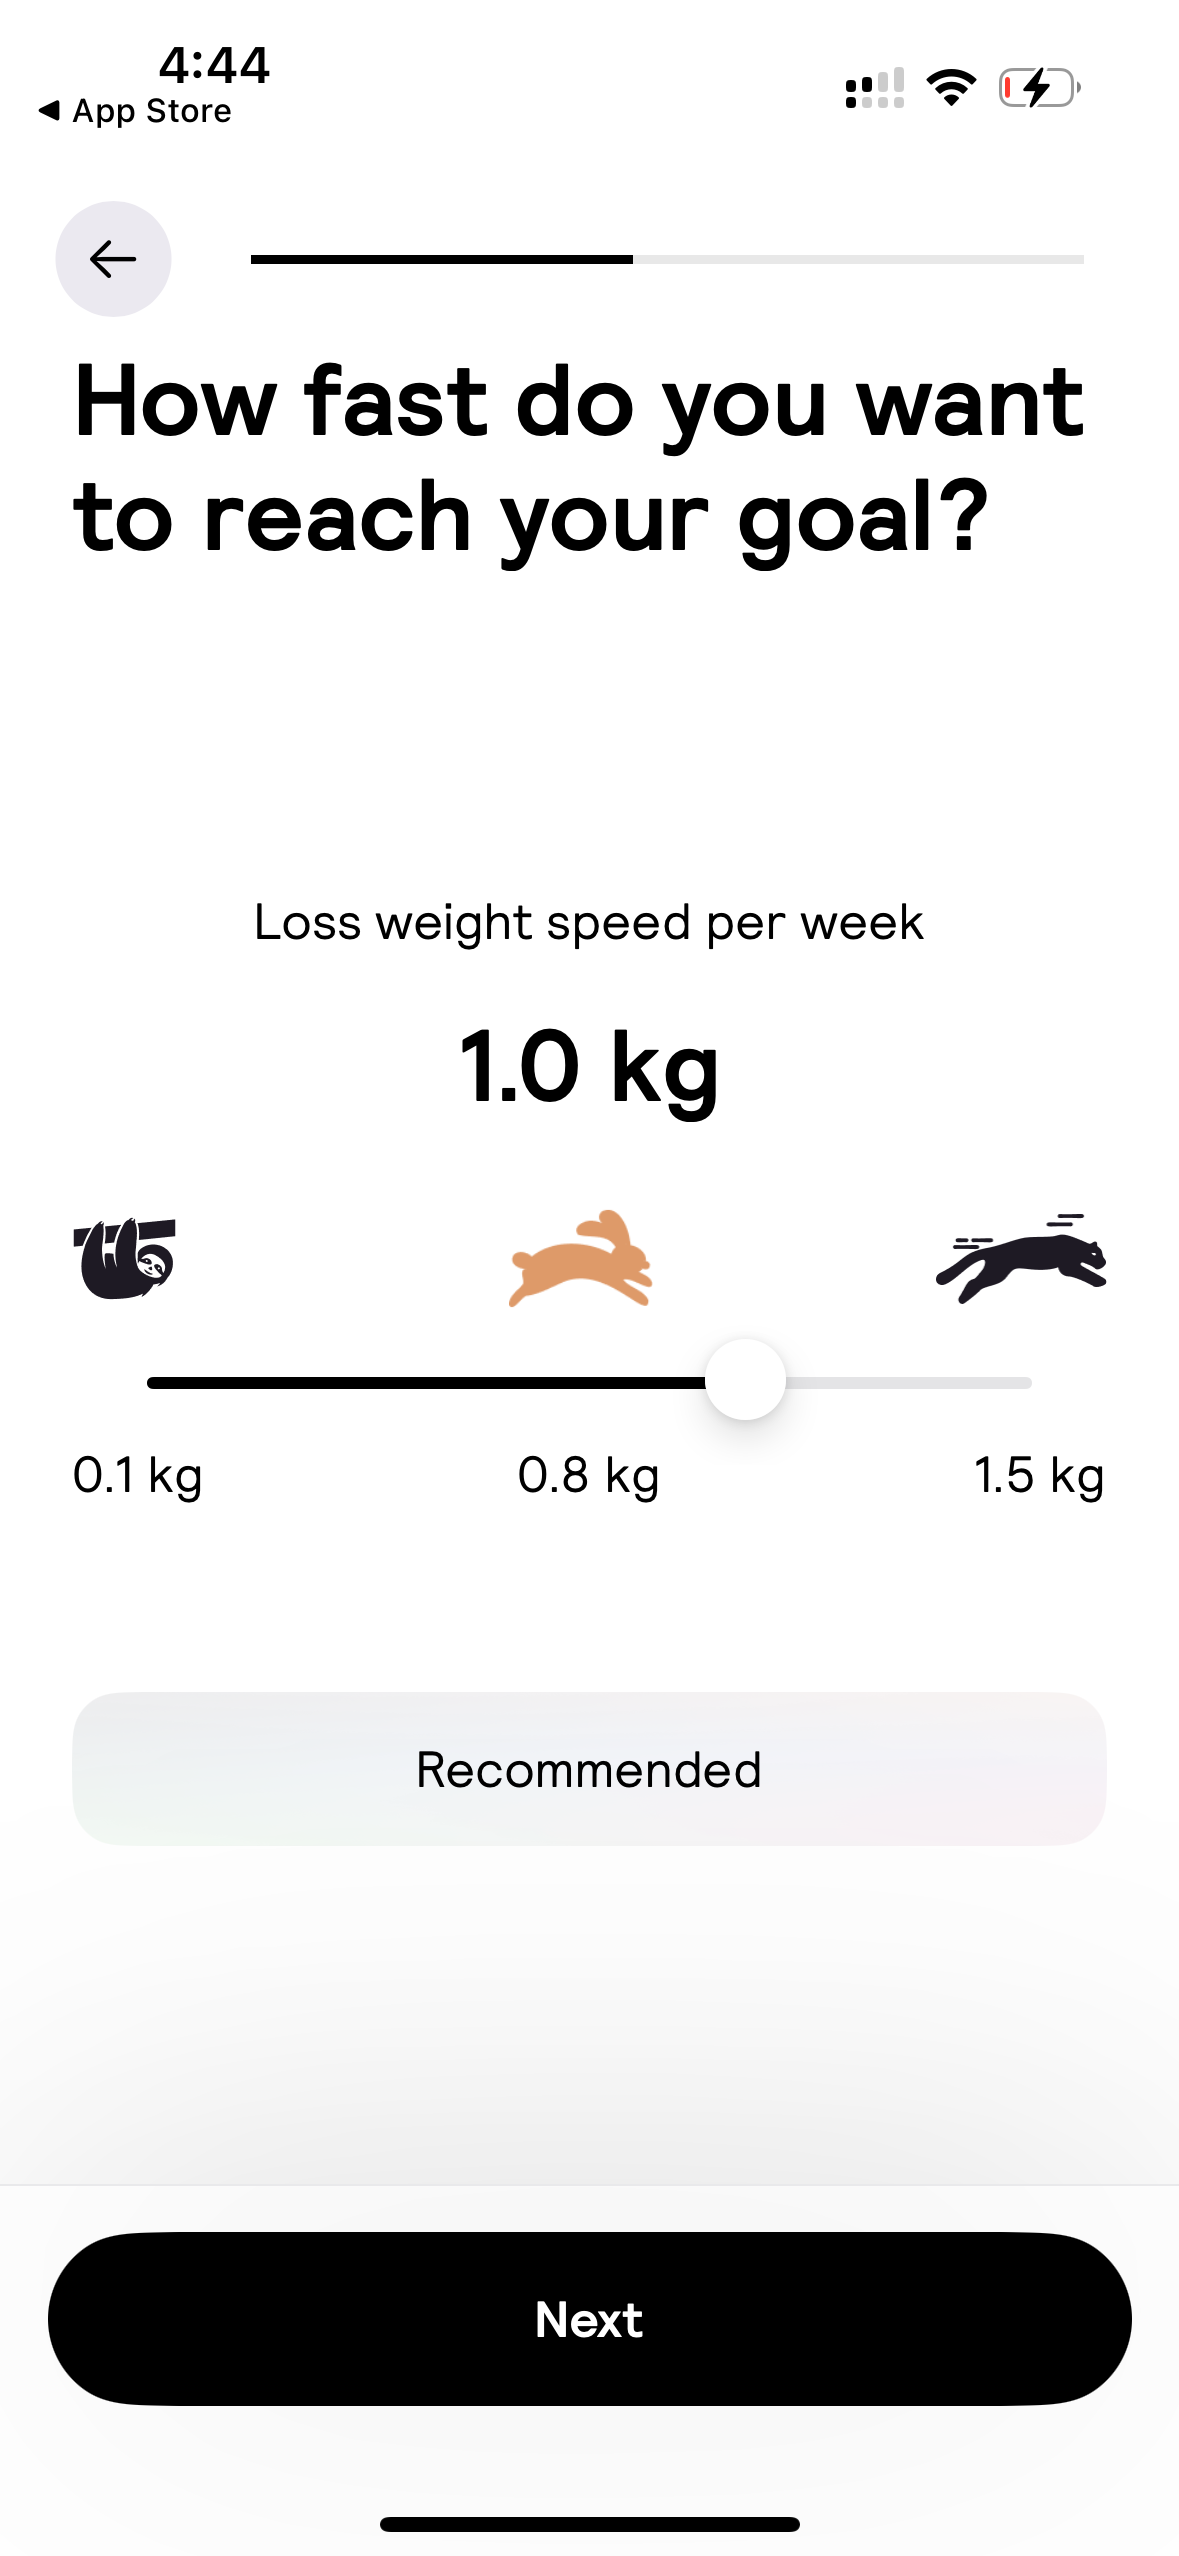 4:44
App Store
How fast do you want
to reach your goal?
Loss weight speed per week
1.0 kg
0.1 kg 0.8 kg 1.5 kg
Recommended
Next